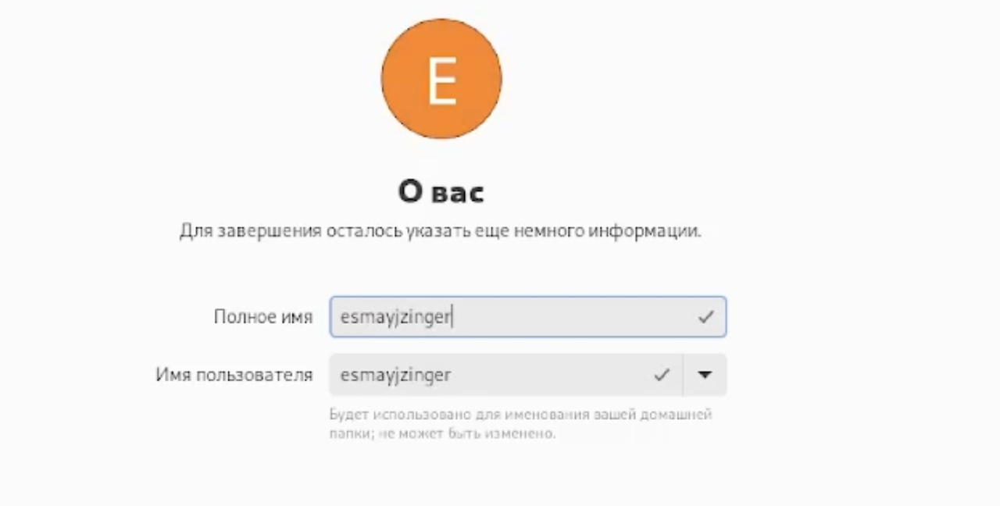 E
О вас
Для завершения осталось указать еще немного информации.
Полное имя esmayjzinger
Имя пользователя esmayjzinger
Будет использовано для именования вашей домашней
папки; не может быть изменено.